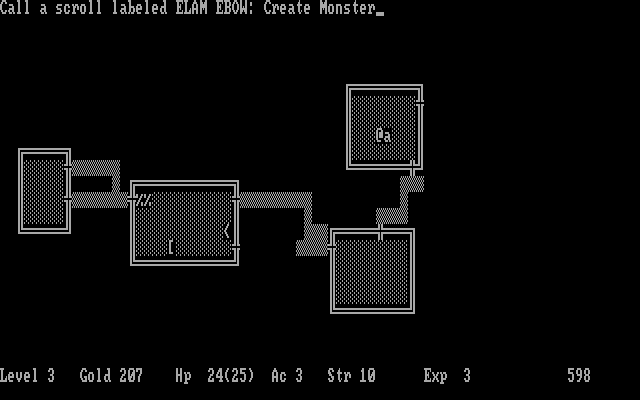 Call a scroll labeled ELAM EBOW: Create Monster_
@a
%%
<
[
Level 3 Gold 207 Hp 24(25) Ac 3 Str 10 Exp 3 598